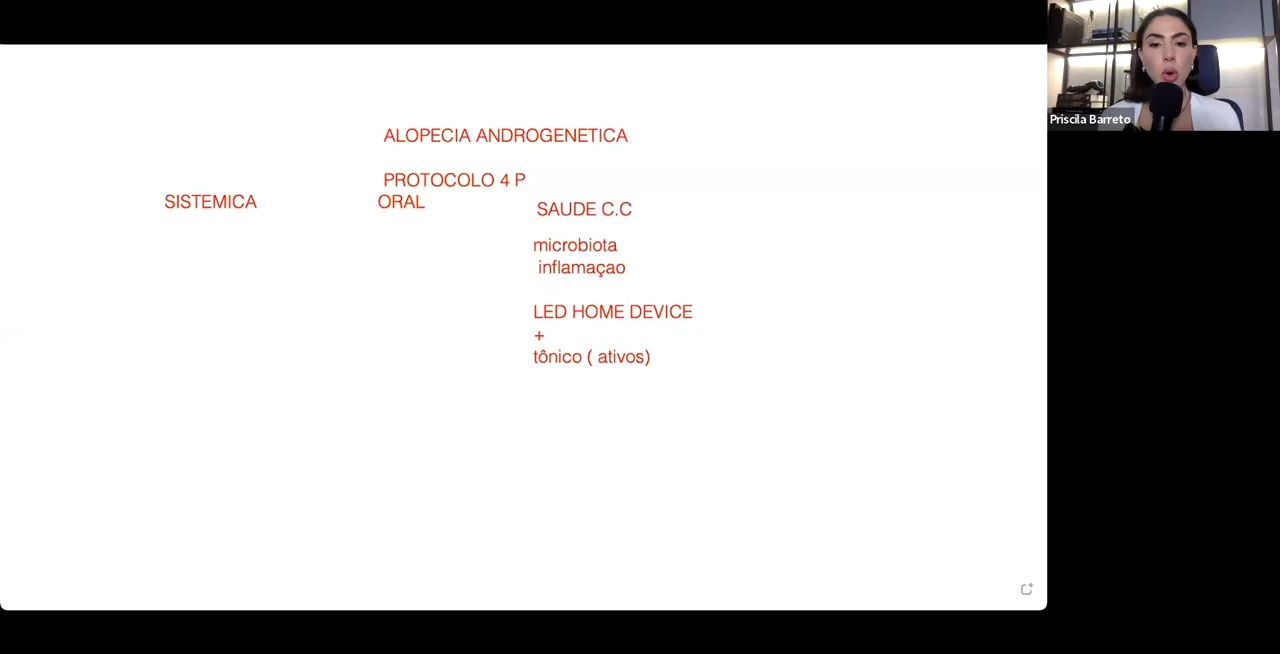 ALOPECIA ANDROGENETICA
PROTOCOLO 4 P
SISTEMICA
ORAL
SAUDE C.C
microbiota
inflamaçao
LED HOME DEVICE
+
tônico ( ativos)
Priscila Barreto